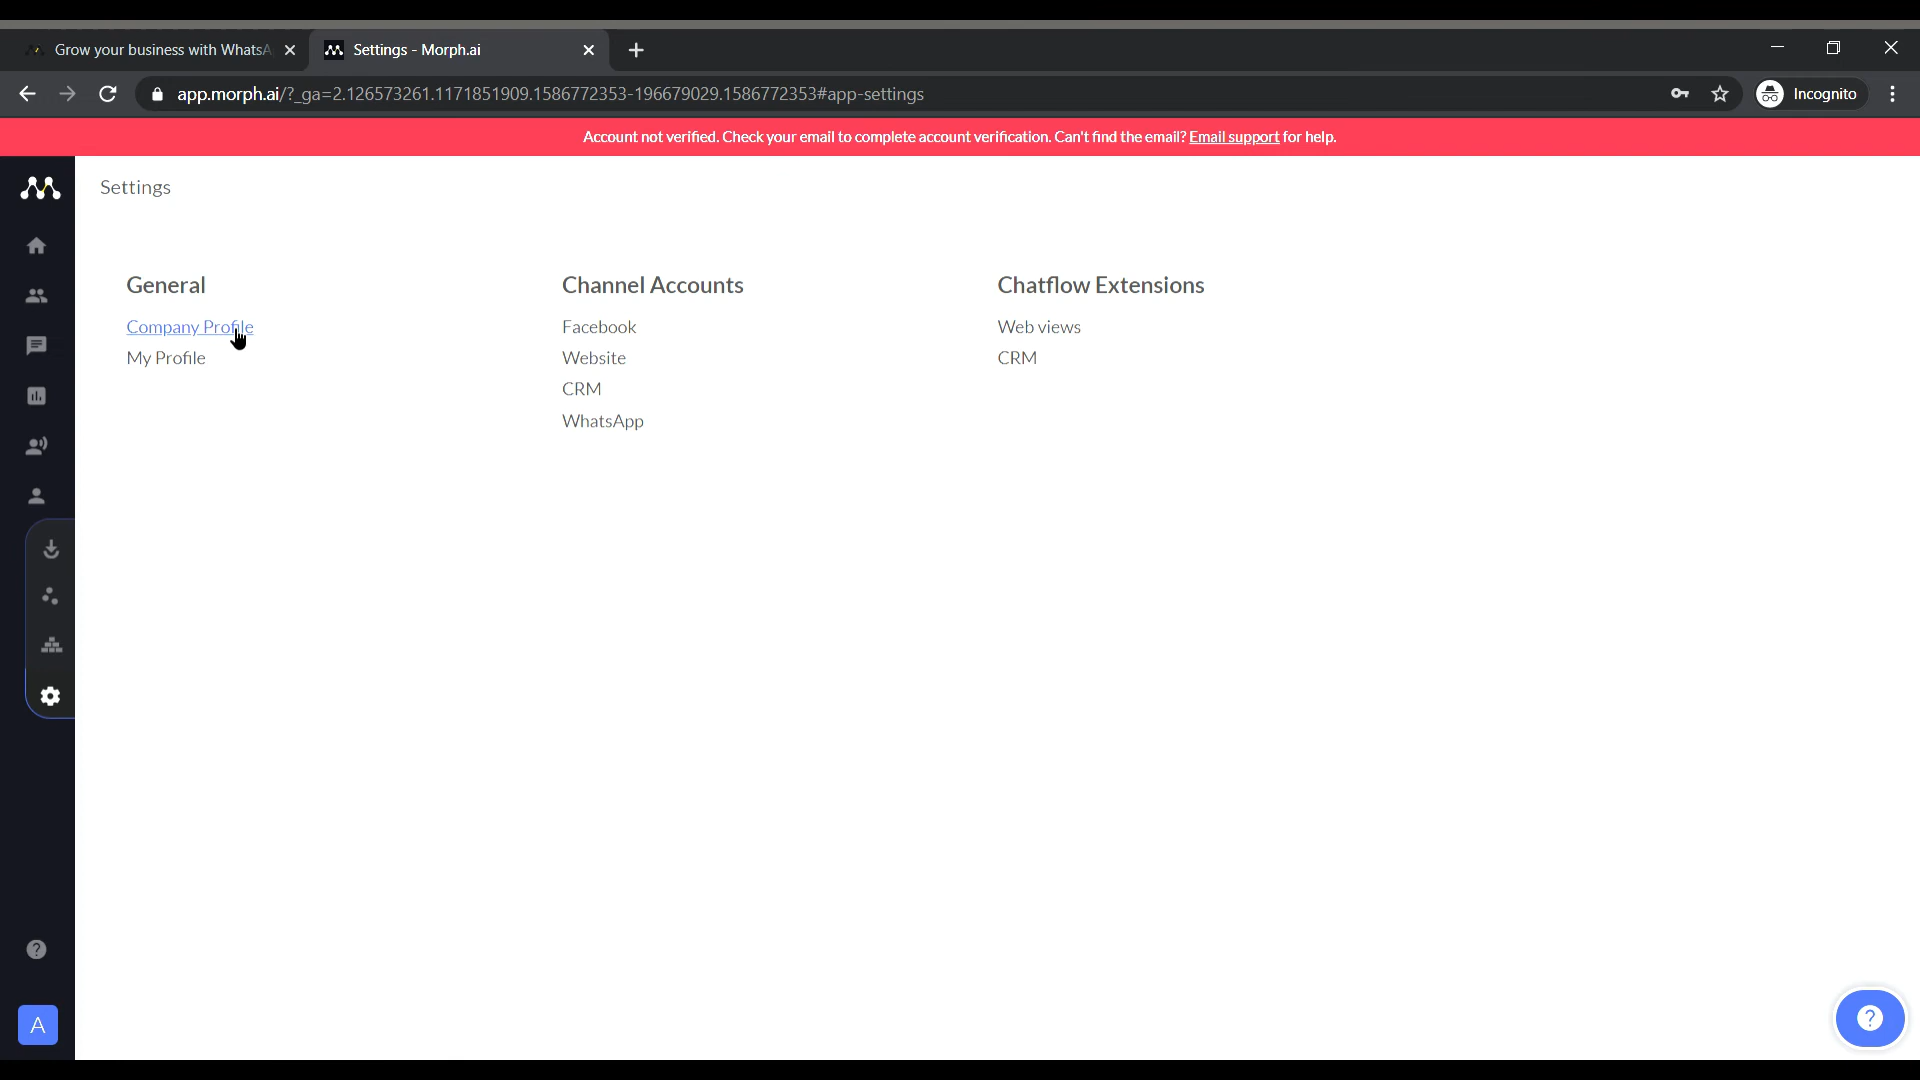 Grow your business with WhatsA
Settings - Morph.ai
app.morph.ai/?_ga=2.126573261.1171851909.1586772353-196679029.1586772353#app-settings
Incognito
Account not verified. Check your email to complete account verification. Can't find the email? Email support for help.
Settings
General
Company Profile
My Profile
Channel Accounts
Facebook
Website
CRM
WhatsApp
Chatflow Extensions
Web views
CRM
A